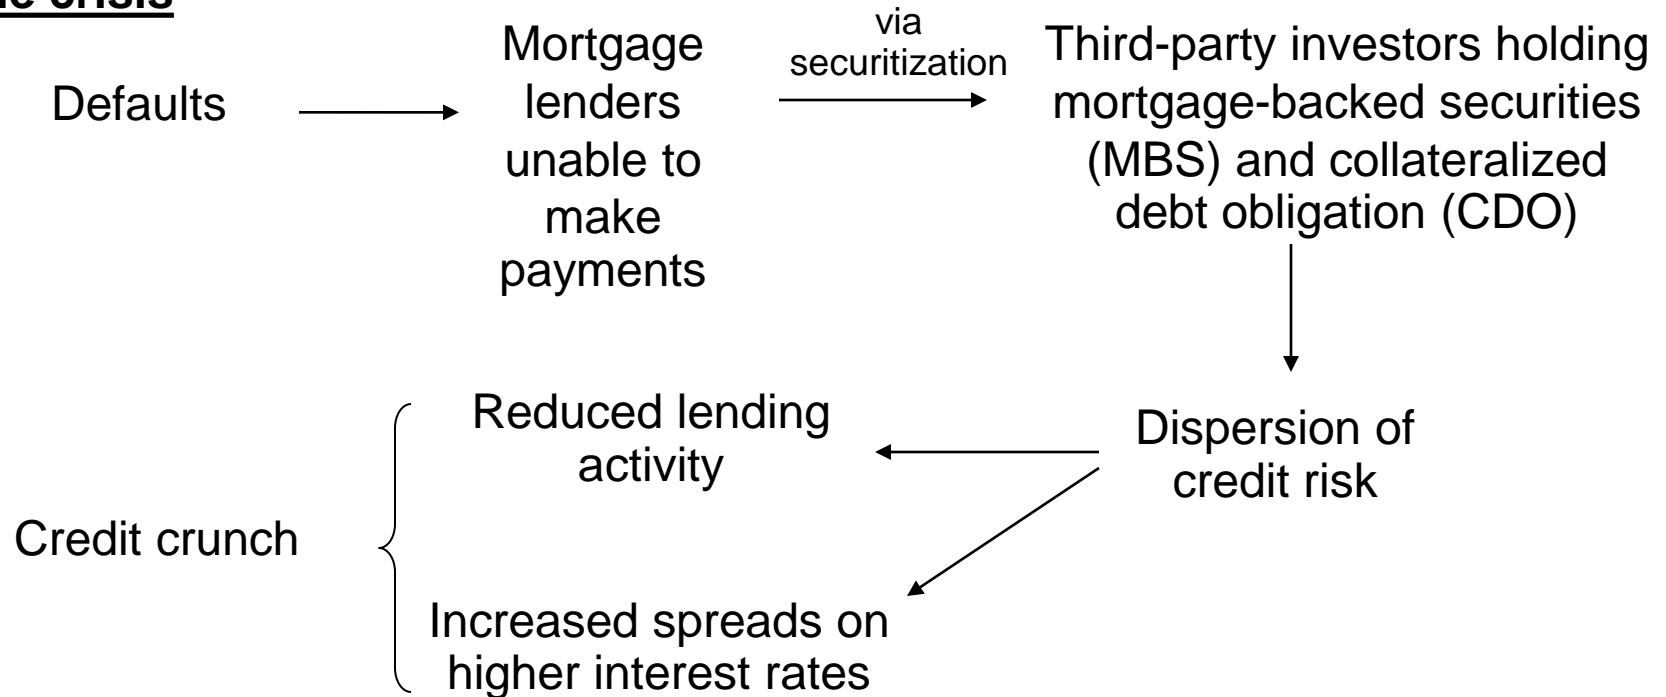 crisis
Defaults
Mortgage
lenders
unable to
make
payments
via
securitization
Third-party investors holding
mortgage-backed securities
(MBS) and collateralized
debt obligation (CDO)
Dispersion of
credit risk
Reduced lending
activity
Credit crunch
Increased spreads on
higher interest rates